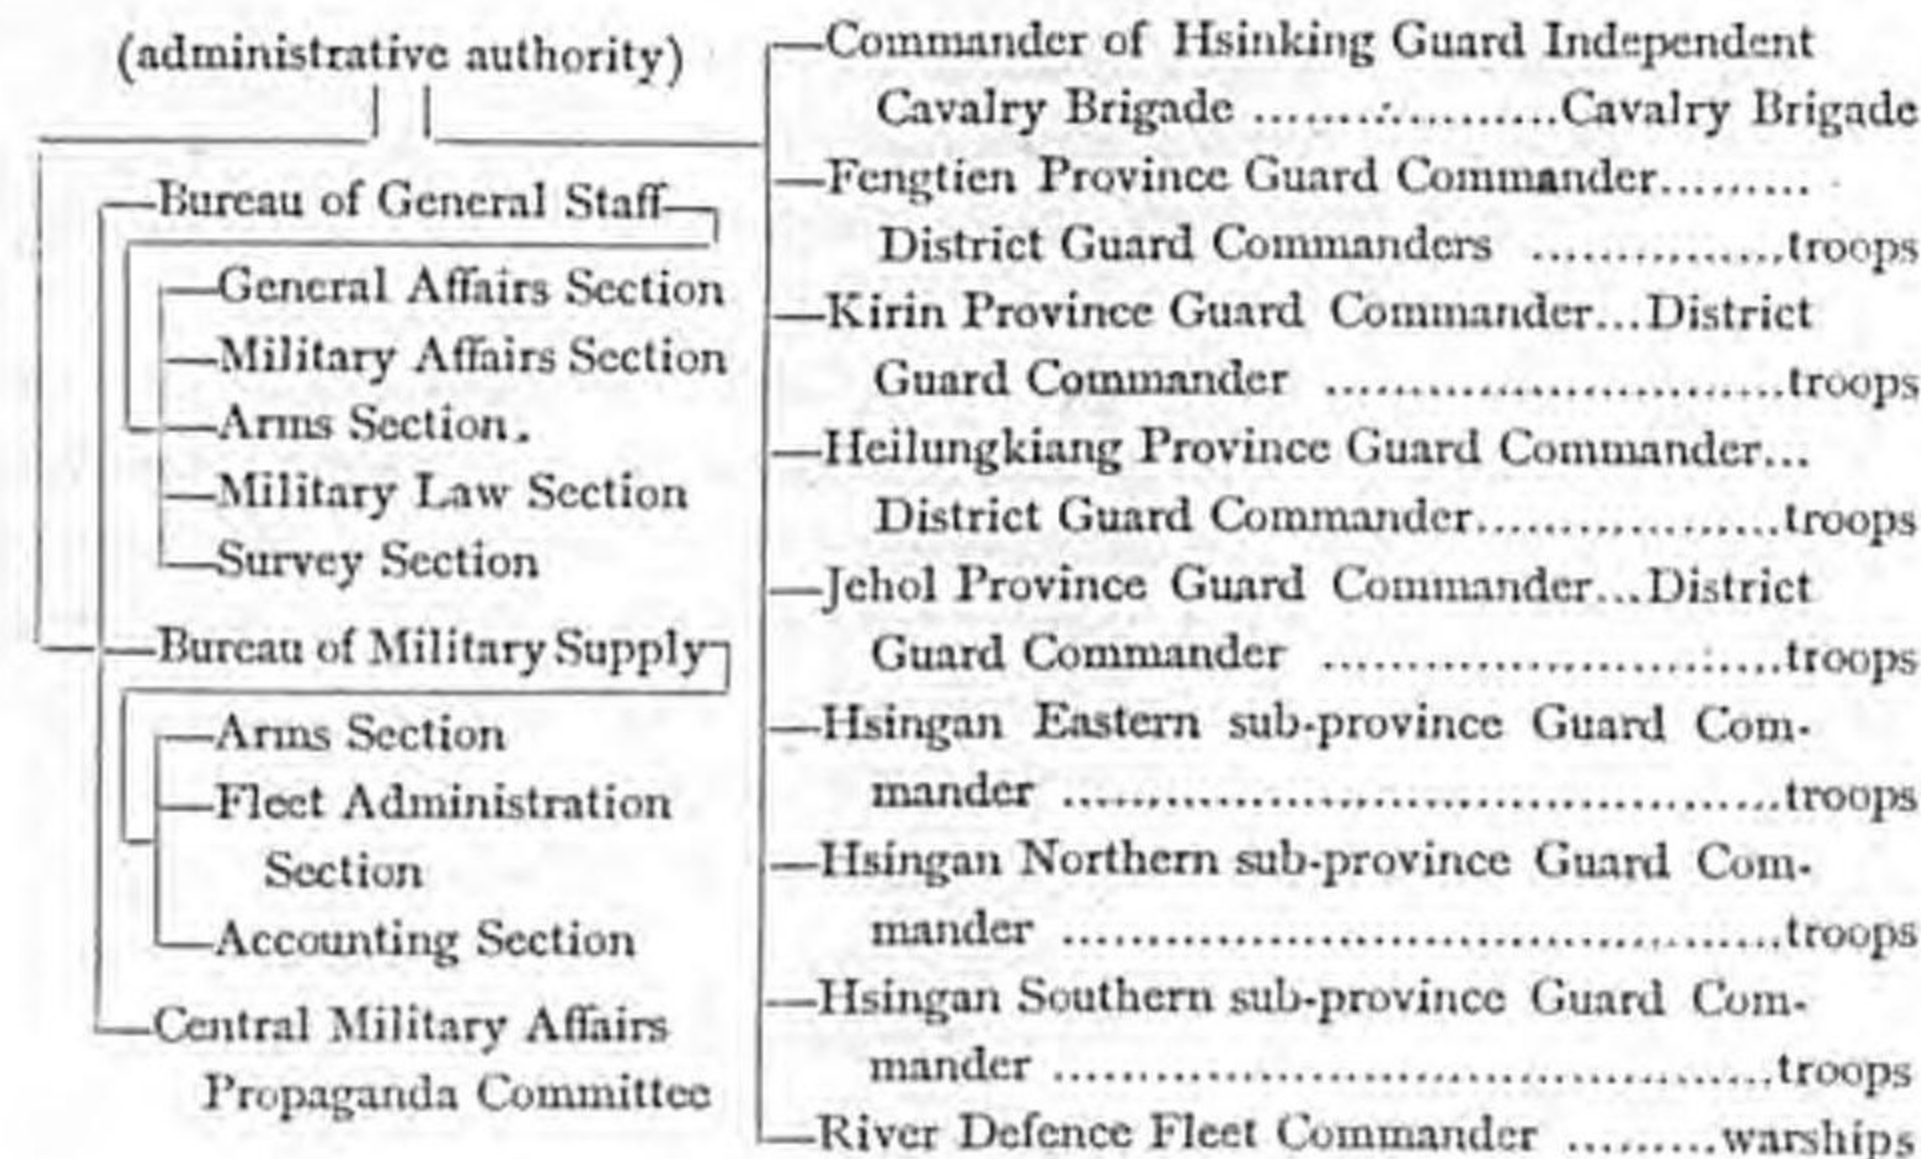 (administrative authority)
Bureau of General Staff
General Affairs Section
Military Affairs Section
Arms Section.
Military Law Section
Survey Section
Bureau of Military Supply
Arms Section
Fleet Administration
Section
Accounting Section
Central Military Affairs
Propaganda Committee
Commander of Hsinking Guard Independent
Cavalry Brigade ..................Cavalry Brigade
Fengtien Province Guard Commander.........
District Guard Commanders ...............troops
Kirin Province Guard Commander...District
Guard Commander ...........................troops
Heilungkiang Province Guard Commander...
District Guard Commander..................troops
Jehol Province Guard Commander...District
Guard Commander ...........................troops
Hsingan Eastern sub-province Guard Com-
mander ..........................................troops
Hsingan Northern sub-province Guard Com-
mander ..........................................troops
Hsingan Southern sub-province Guard Com-
mander ..........................................troops
River Defence Fleet Commander .........warships